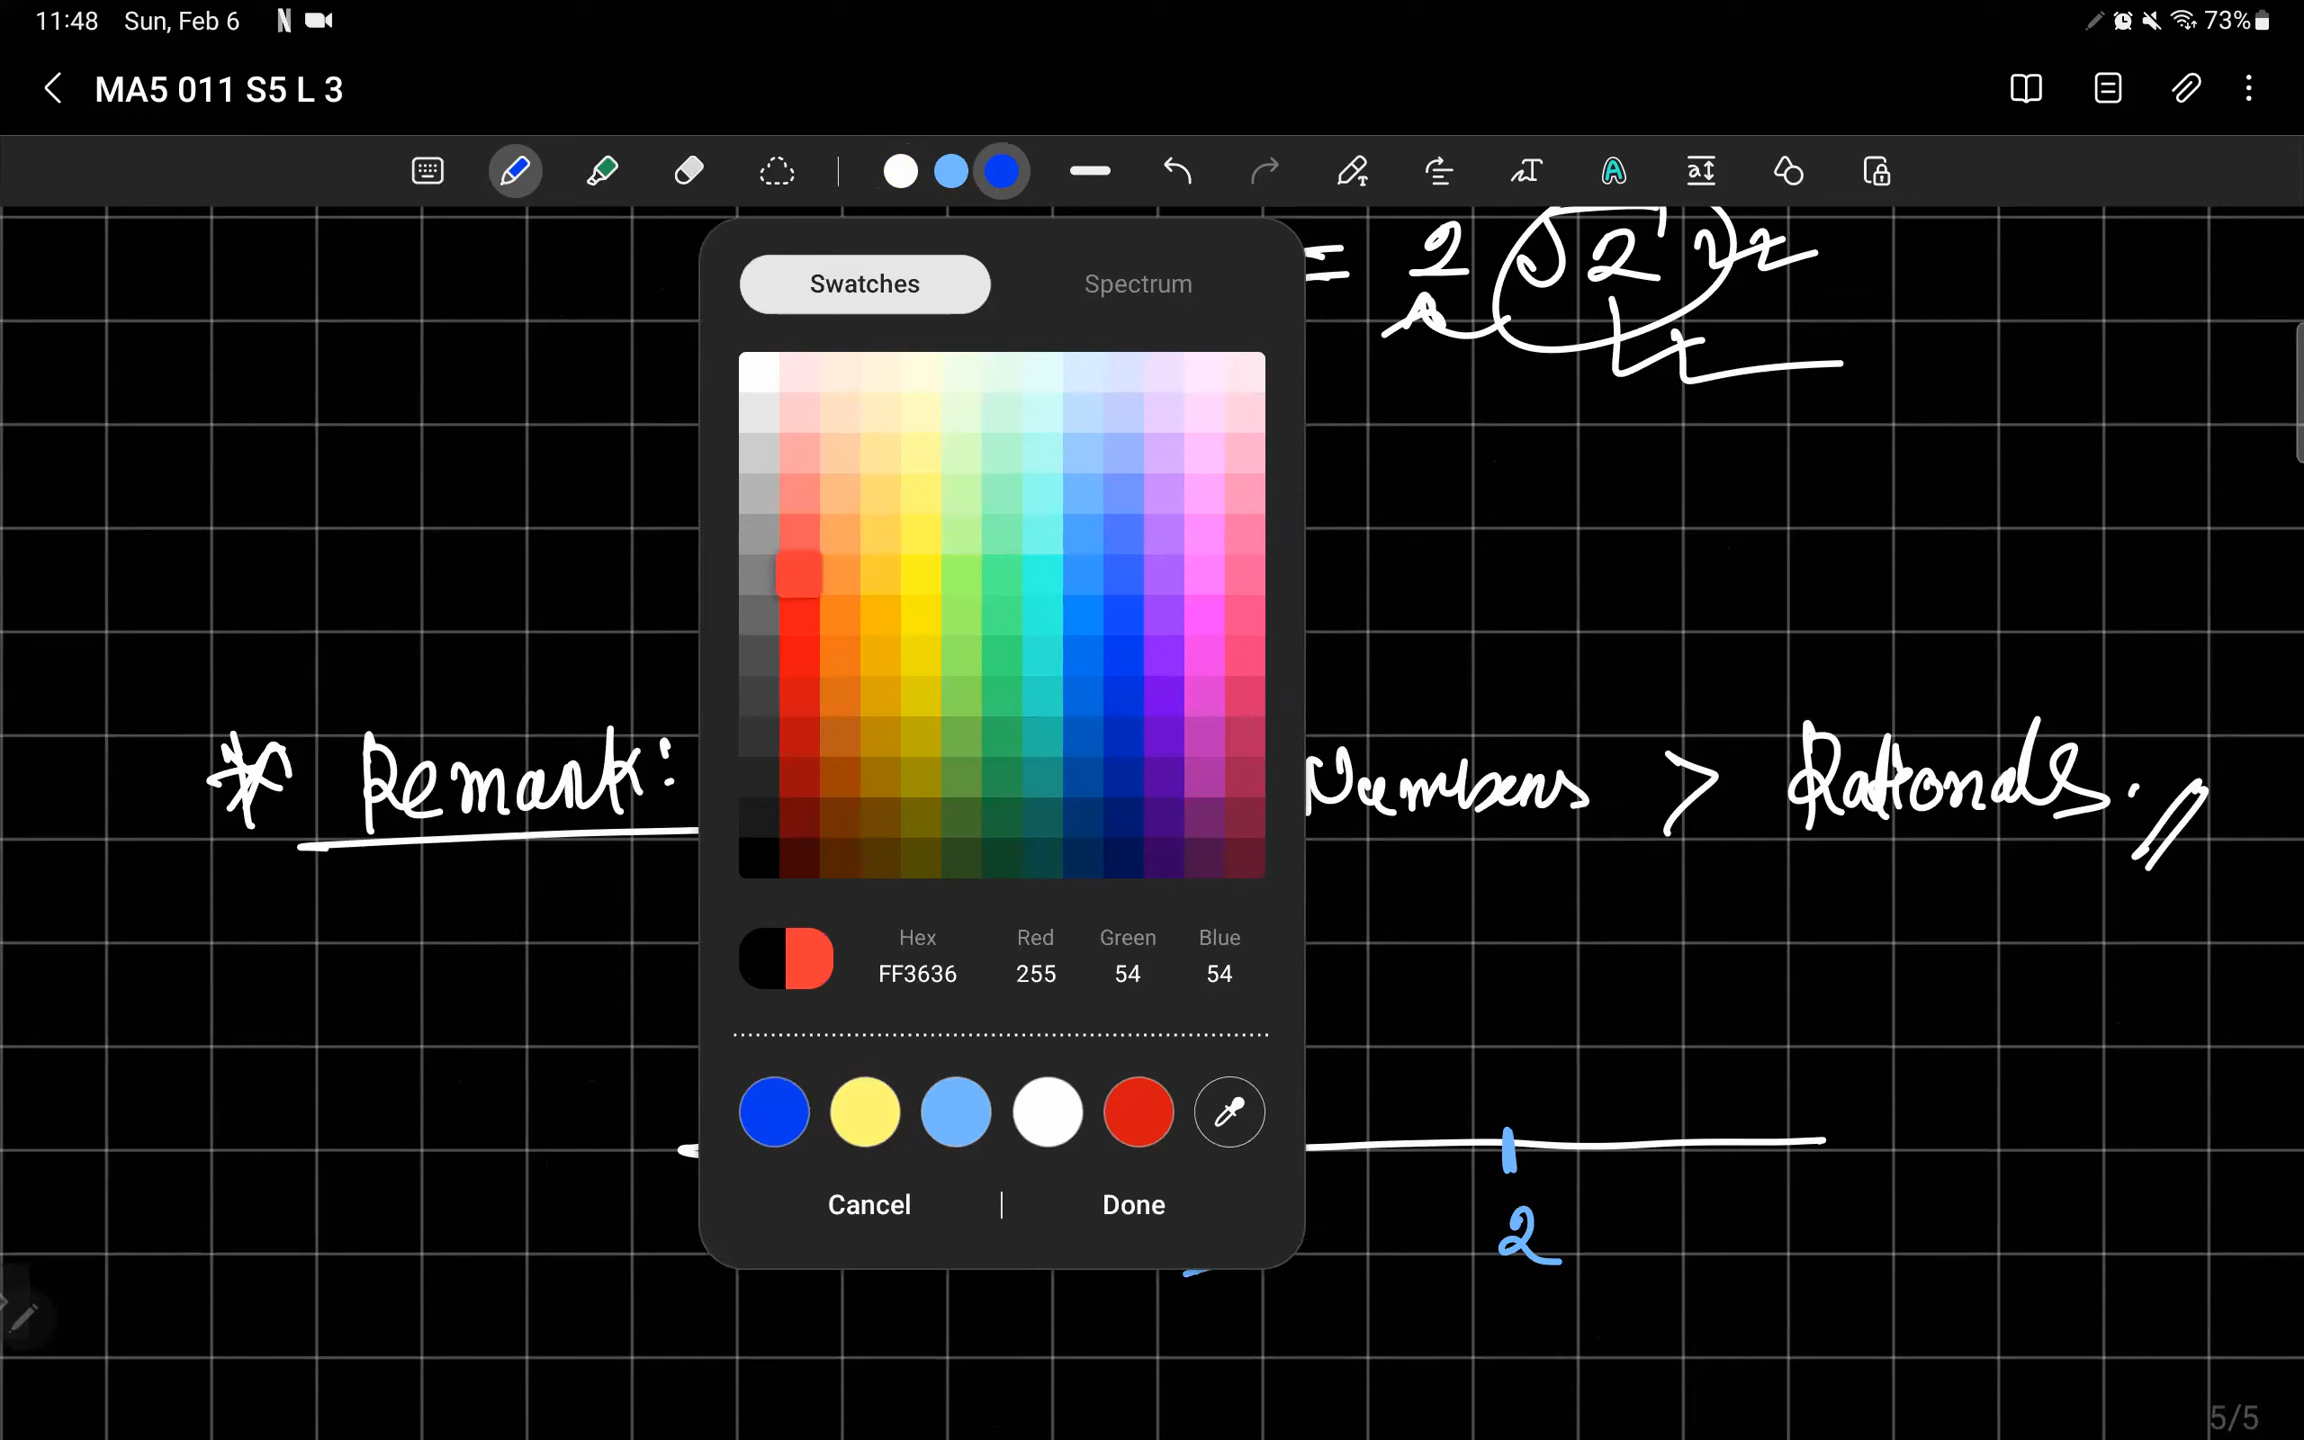 11:48 Sun, Feb 6 73%
MA5 011 S5 L 3
Swatches Spectrum
= 2
* Remark: Numbers > Rationals.
Hex Red Green Blue
FF3636 255 54 54
Cancel | Done
2
5/5